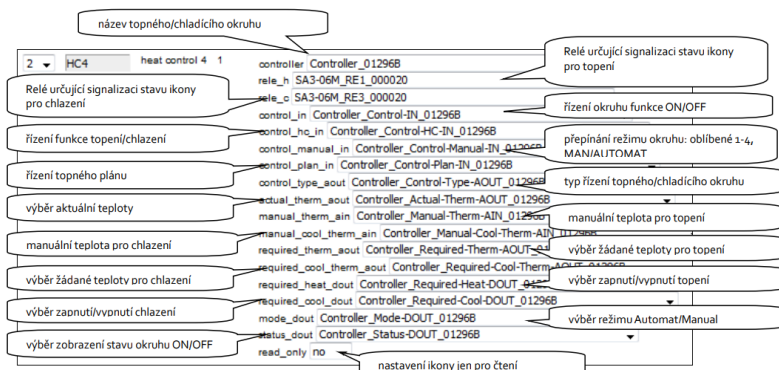 název topného/chladícího okruhu
2 HC4 heat control 4 1
controller Controller_01296B
Relé určující signalizaci stavu ikony
pro topení
rele_h SA3-06M_RE1_000020
Relé určující signalizaci stavu ikony
pro chlazení
rele_c SA3-06M_RE3_000020
control_in Controller_Control-IN_01296B
řízení okruhu funkce ON/OFF
řízení funkce topení/chlazení
control_hc_in Controller_Control-HC-IN_01296B
control_manual_in Controller_Control-Manual-IN_01296B
přepínání režimu okruhu: oblíbené 1-4,
MAN/AUTOMAT
řízení topného plánu
control_plan_in Controller_Control-Plan-IN_01296B
control_type_aout Controller_Control-Type-AOUT_01296B
typ řízení topného/chladícího okruhu
výběr aktuální teploty
actual_therm_aout Controller_Actual-Therm-AOUT_01296B
manual_therm_ain Controller_Manual-Therm-AIN_01296B
manuální teplota pro topení
manuální teplota pro chlazení
manual_cool_therm_ain Controller_Manual-Cool-Therm-AIN
required_therm_aout Controller_Required-Therm-AOUT
výběr žádané teploty pro topení
výběr žádané teploty pro chlazení
required_cool_therm_aout Controller_Required-Cool-Therm-AOUT_01296B
required_heat_dout Controller_Required-Heat-DOUT_01296B
výběr zapnutí/vypnutí topení
výběr zapnutí/vypnutí chlazení
required_cool_dout Controller_Required-Cool-DOUT_01296B
mode_dout Controller_Mode-DOUT_01296B
výběr režimu Automat/Manual
výběr zobrazení stavu okruhu ON/OFF
status_dout Controller_Status-DOUT_01296B
read_only no
nastavení ikony jen pro čtení